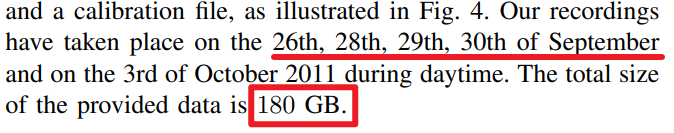 and a calibration file, as illustrated in Fig. 4. Our recordings
have taken place on the 26th, 28th, 29th, 30th of September
and on the 3rd of October 2011 during daytime. The total size
of the provided data is 180 GB.